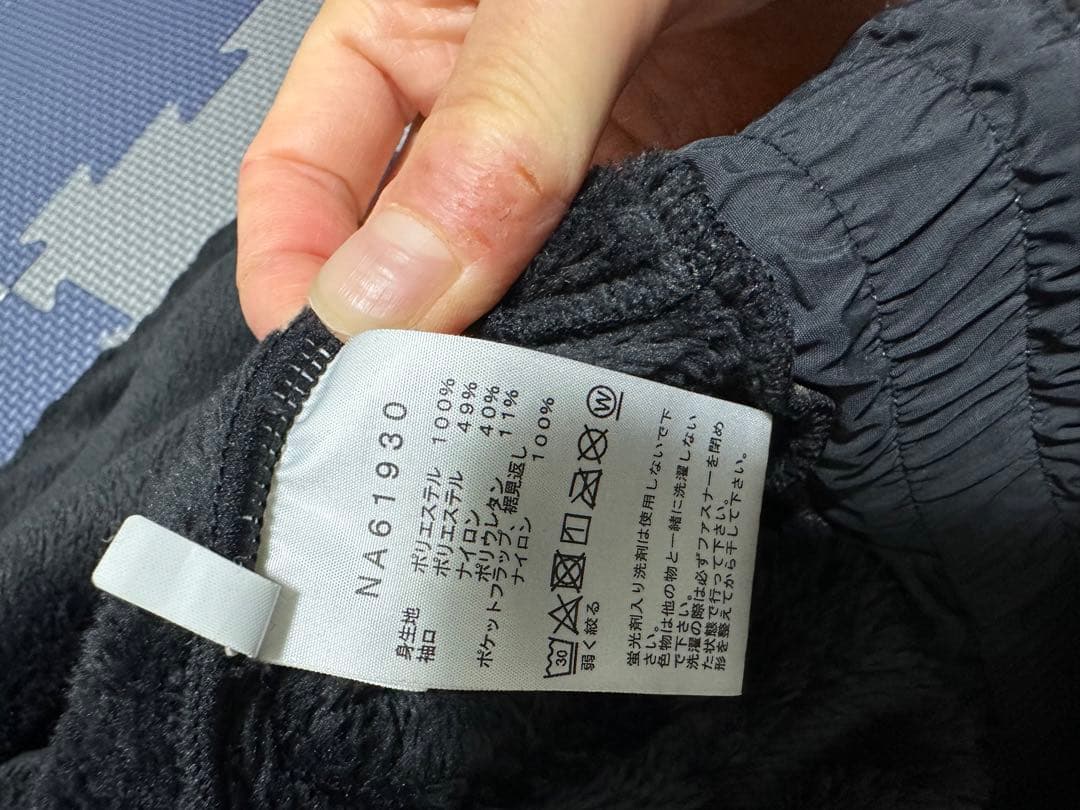 NA61930
身生地 ポリエステル 100%
袖口 ポリエステル 49%
ナイロン 40%
ポリウレタン 11%
ポケットフラップ、裾見返し
ナイロン 100%
30 W
弱く絞る
蛍光剤入り洗剤は使用しないで下
さい。
色物は他の物と一緒に洗濯しない
で下さい。
洗濯の際は必ずファスナーを閉め
た状態で行って下さい。
形を整えてから干して下さい。